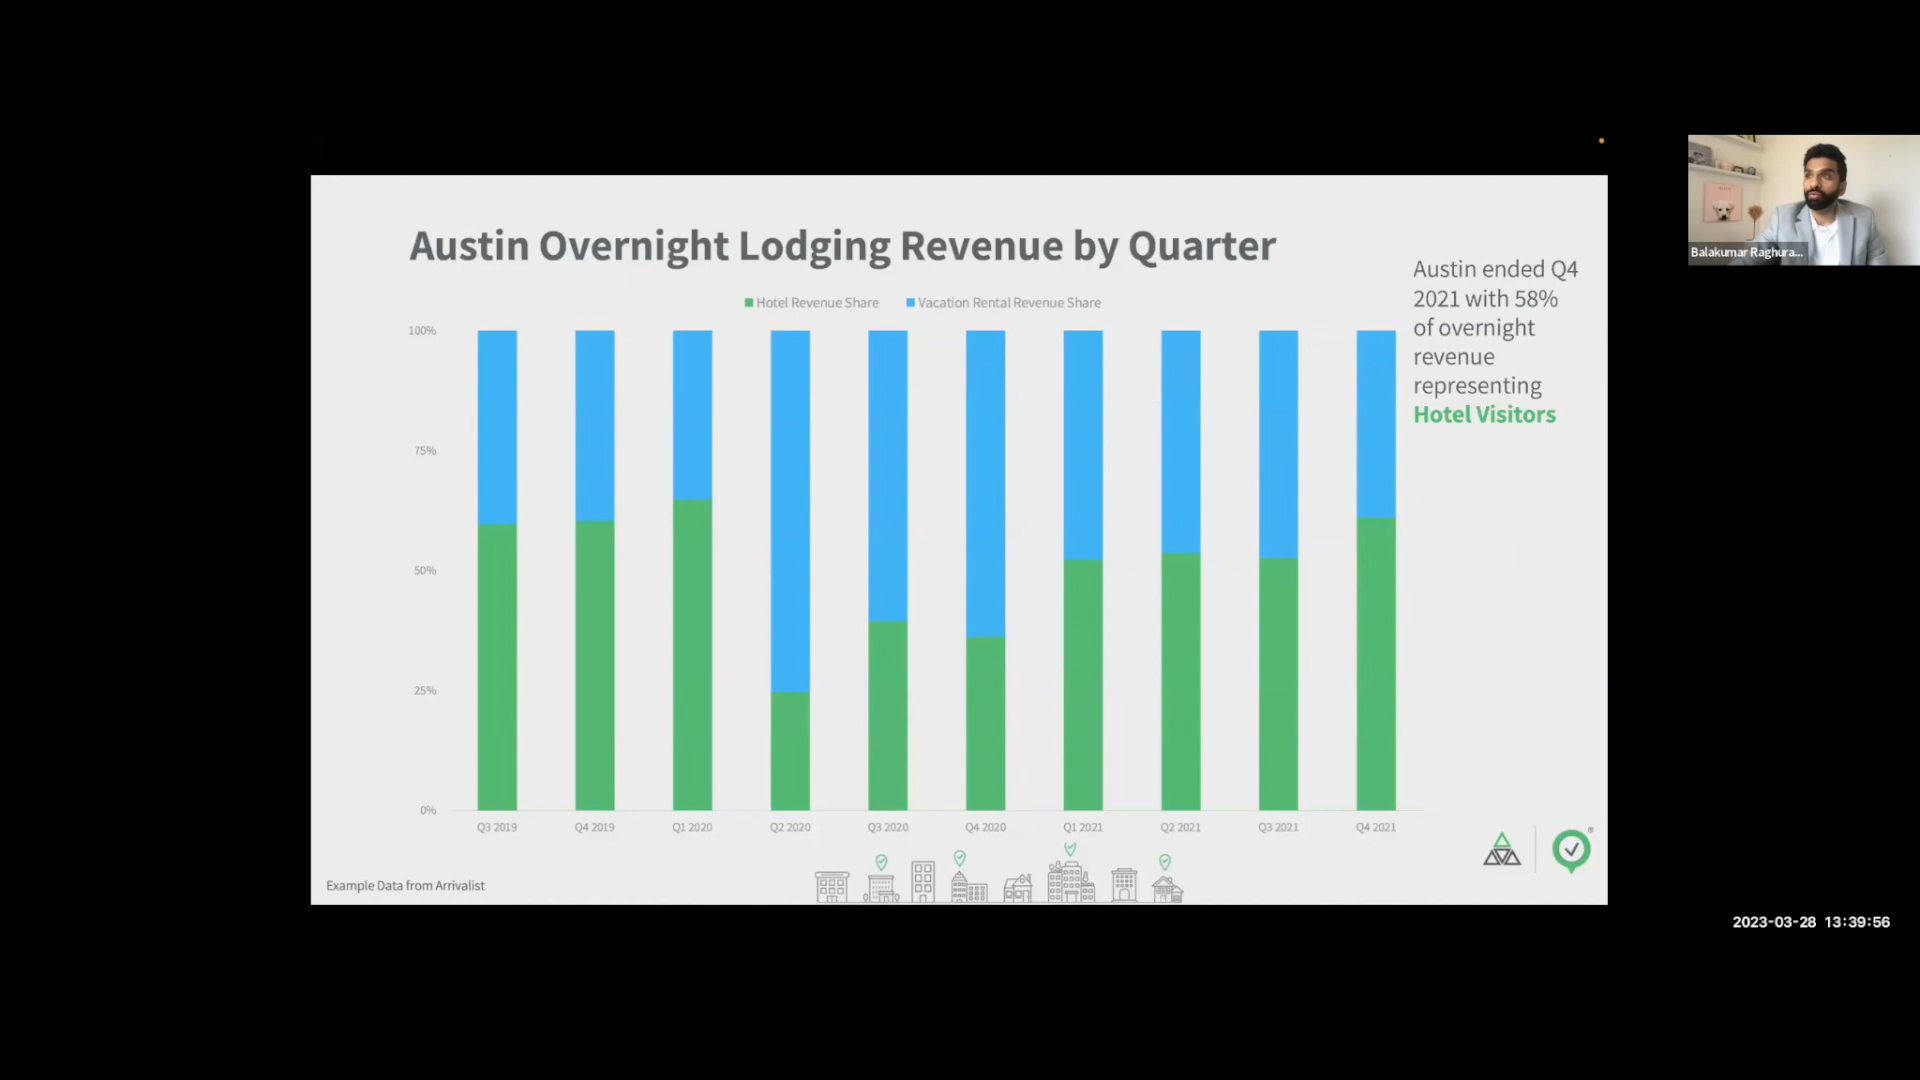 Austin Overnight Lodging Revenue by Quarter
Hotel Revenue Share
Vacation Rental Revenue Share
100%
75%
50%
25%
0%
Q3 2019
Q4 2019
Q1 2020
Q2 2020
Q3 2020
Q4 2020
Q1 2021
Q2 2021
Q3 2021
Q4 2021
Austin ended Q4
2021 with 58%
of overnight
revenue
representing
Hotel Visitors
Example Data from Arrivalist
®
Balakumar Raghura...
2023-03-28 13:39:56